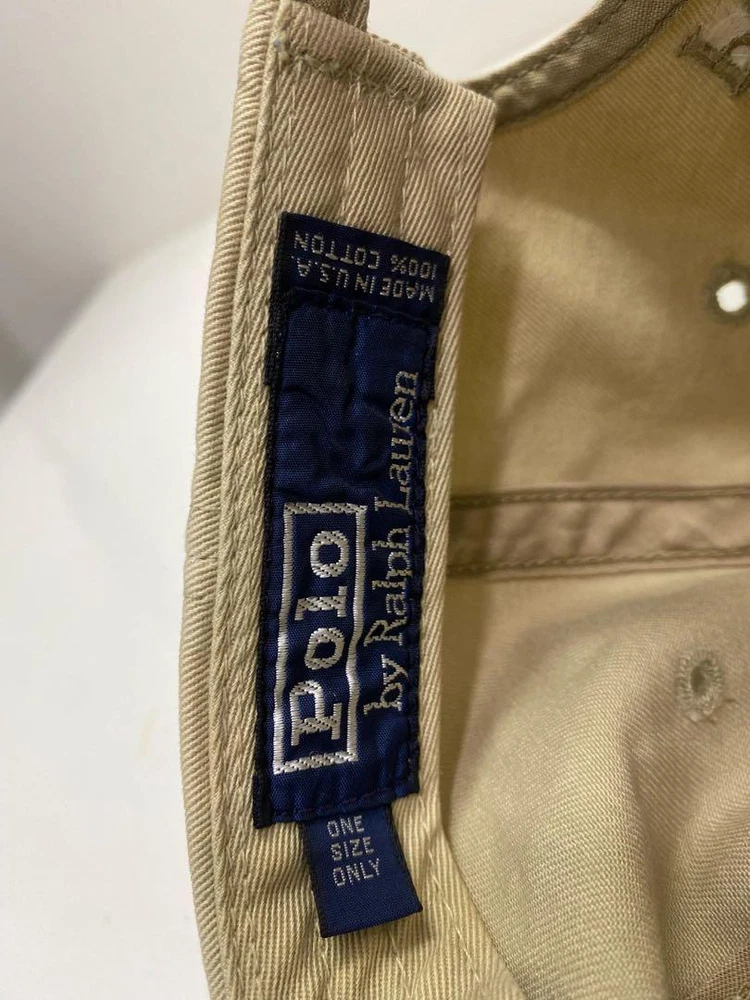 Polo
by Ralph Lauren
MADE IN U.S.A.
100% COTTON
ONE
SIZE
ONLY